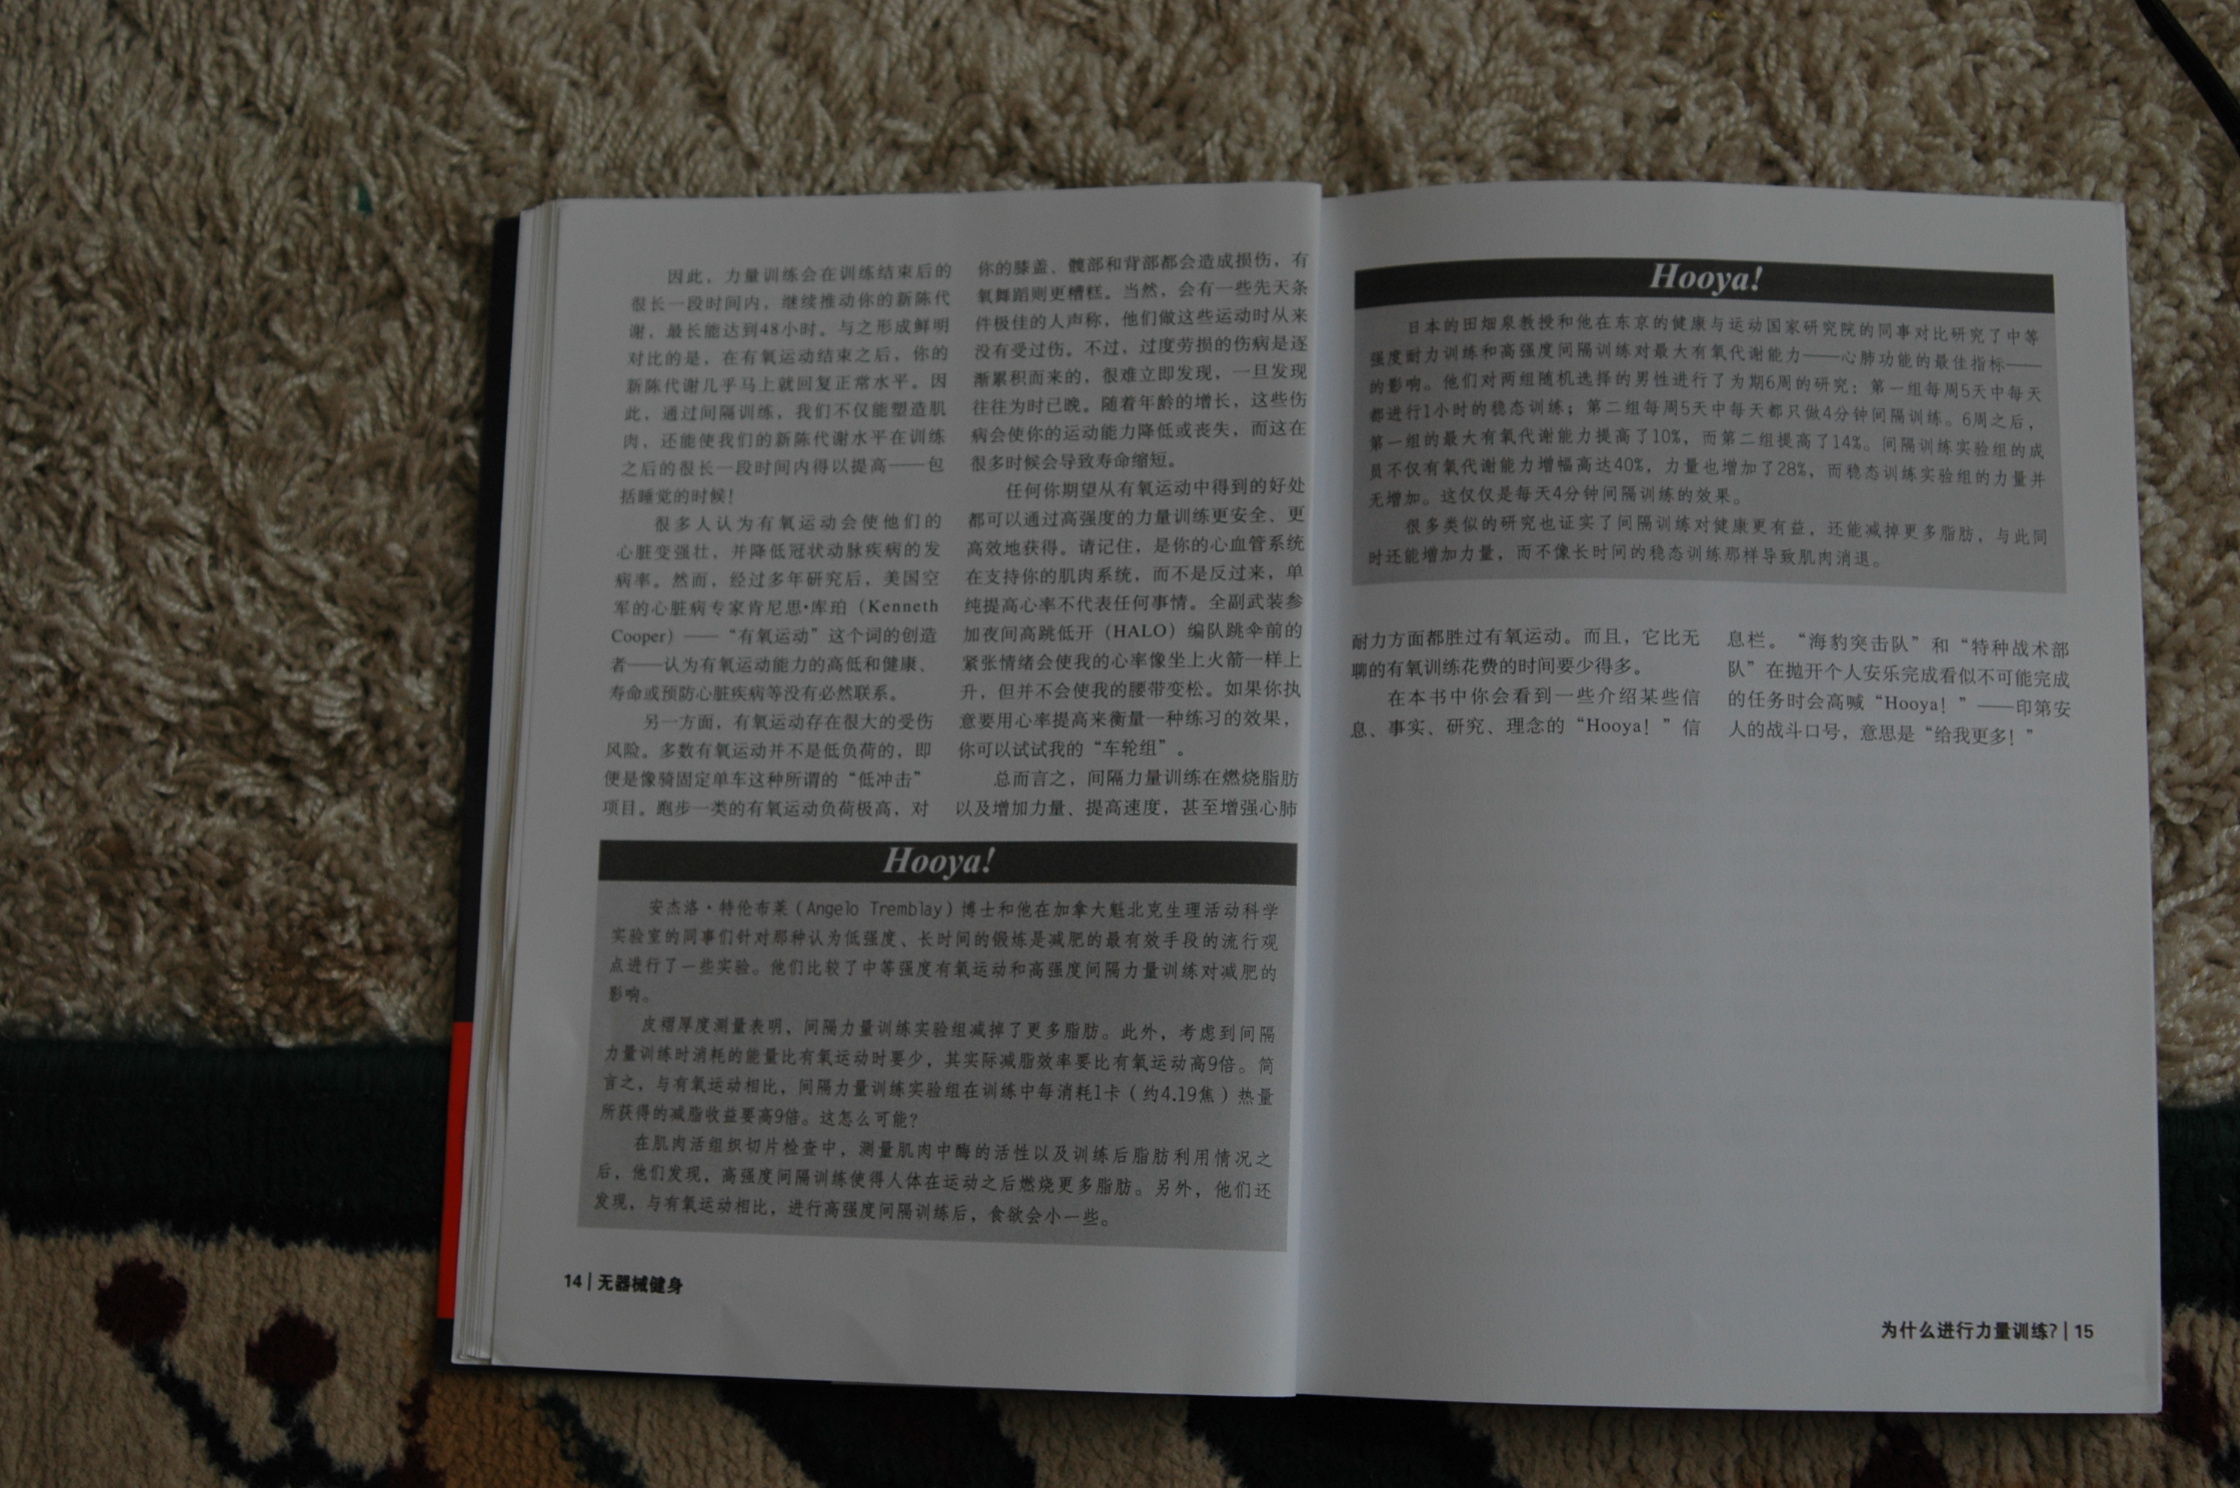 因此，力量训练会在训练结束后的
很长一段时间内，继续推动你的新陈代
谢，最长能达到48小时。与之形成鲜明
对比的是，在有氧运动结束之后，你的
新陈代谢几乎马上就回复正常水平。因
此，通过间隔训练，我们不仅能塑造肌
肉，还能使我们的新陈代谢水平在训练
之后的很长一段时间内得以提高——包
括睡觉的时候！
很多人认为有氧运动会使他们的
心脏变强壮，并降低冠状动脉疾病的发
病率。然而，经过多年研究后，美国空
军的心脏病专家肯尼思·库珀（Kenneth
Cooper）——“有氧运动”这个词的创造
者——认为有氧运动能力的高低和健康、
寿命或预防心脏疾病等没有必然联系。
另一方面，有氧运动存在很大的受伤
风险。多数有氧运动并不是低负荷的，即
便是像骑固定单车这种所谓的“低冲击”
项目。跑步一类的有氧运动负荷极高，对
你的膝盖、髋部和背部都会造成损伤，有
氧舞蹈则更糟糕。当然，会有一些先天条
件极佳的人声称，他们做这些运动时从来
没有受过伤。不过，过度劳损的伤病是逐
渐累积而来的，很难立即发现，一旦发现
往往为时已晚。随着年龄的增长，这些伤
病会使你的运动能力降低或丧失，而这在
很多时候会导致寿命缩短。
任何你期望从有氧运动中得到的好处
都可以通过高强度的力量训练更安全、更
高效地获得。请记住，是你的心血管系统
在支持你的肌肉系统，而不是反过来，单
纯提高心率不代表任何事情。全副武装参
加夜间高跳低开（HALO）编队跳伞前的
紧张情绪会使我的心率像坐上火箭一样上
升，但并不会使我的腰带变松。如果你执
意要用心率提高来衡量一种练习的效果，
你可以试试我的“车轮组”。
总而言之，间隔力量训练在燃烧脂肪
以及增加力量、提高速度，甚至增强心肺
Hooya!
安杰洛·特伦布莱（Angelo Tremblay）博士和他在加拿大魁北克生理活动科学
实验室的同事们针对那种认为低强度、长时间的锻炼是减肥的最有效手段的流行观
点进行了一些实验。他们比较了中等强度有氧运动和高强度间隔力量训练对减肥的
影响。
皮褶厚度测量表明，间隔力量训练实验组减掉了更多脂肪。此外，考虑到间隔
力量训练时消耗的能量比有氧运动时要少，其实际减脂效率要比有氧运动高9倍。简
言之，与有氧运动相比，间隔力量训练实验组在训练中每消耗1卡（约4.19焦）热量
所获得的减脂收益要高9倍。这怎么可能？
在肌肉活组织切片检查中，测量肌肉中酶的活性以及训练后脂肪利用情况之
后，他们发现，高强度间隔训练使得人体在运动之后燃烧更多脂肪。另外，他们还
发现，与有氧运动相比，进行高强度间隔训练后，食欲会小一些。
14 | 无器械健身
Hooya!
日本的田畑泉教授和他在东京的健康与运动国家研究院的同事对比研究了中等
强度耐力训练和高强度间隔训练对最大有氧代谢能力——心肺功能的最佳指标——
的影响。他们对两组随机选择的男性进行了为期6周的研究：第一组每周5天中每天
都进行1小时的稳态训练；第二组每周5天中每天都只做4分钟间隔训练。6周之后，
第一组的最大有氧代谢能力提高了10%，而第二组提高了14%。间隔训练实验组的成
员不仅有氧代谢能力增幅高达40%，力量也增加了28%，而稳态训练实验组的力量并
无增加。这仅仅是每天4分钟间隔训练的效果。
很多类似的研究也证实了间隔训练对健康更有益，还能减掉更多脂肪，与此同
时还能增加力量，而不像长时间的稳态训练那样导致肌肉消退。
耐力方面都胜过有氧运动。而且，它比无
聊的有氧训练花费的时间要少得多。
在本书中你会看到一些介绍某些信
息、事实、研究、理念的“Hooya！”信
息栏。“海豹突击队”和“特种战术部
队”在抛开个人安乐完成看似不可能完成
的任务时会高喊“Hooya！”——印第安
人的战斗口号，意思是“给我更多！”
为什么进行力量训练? | 15